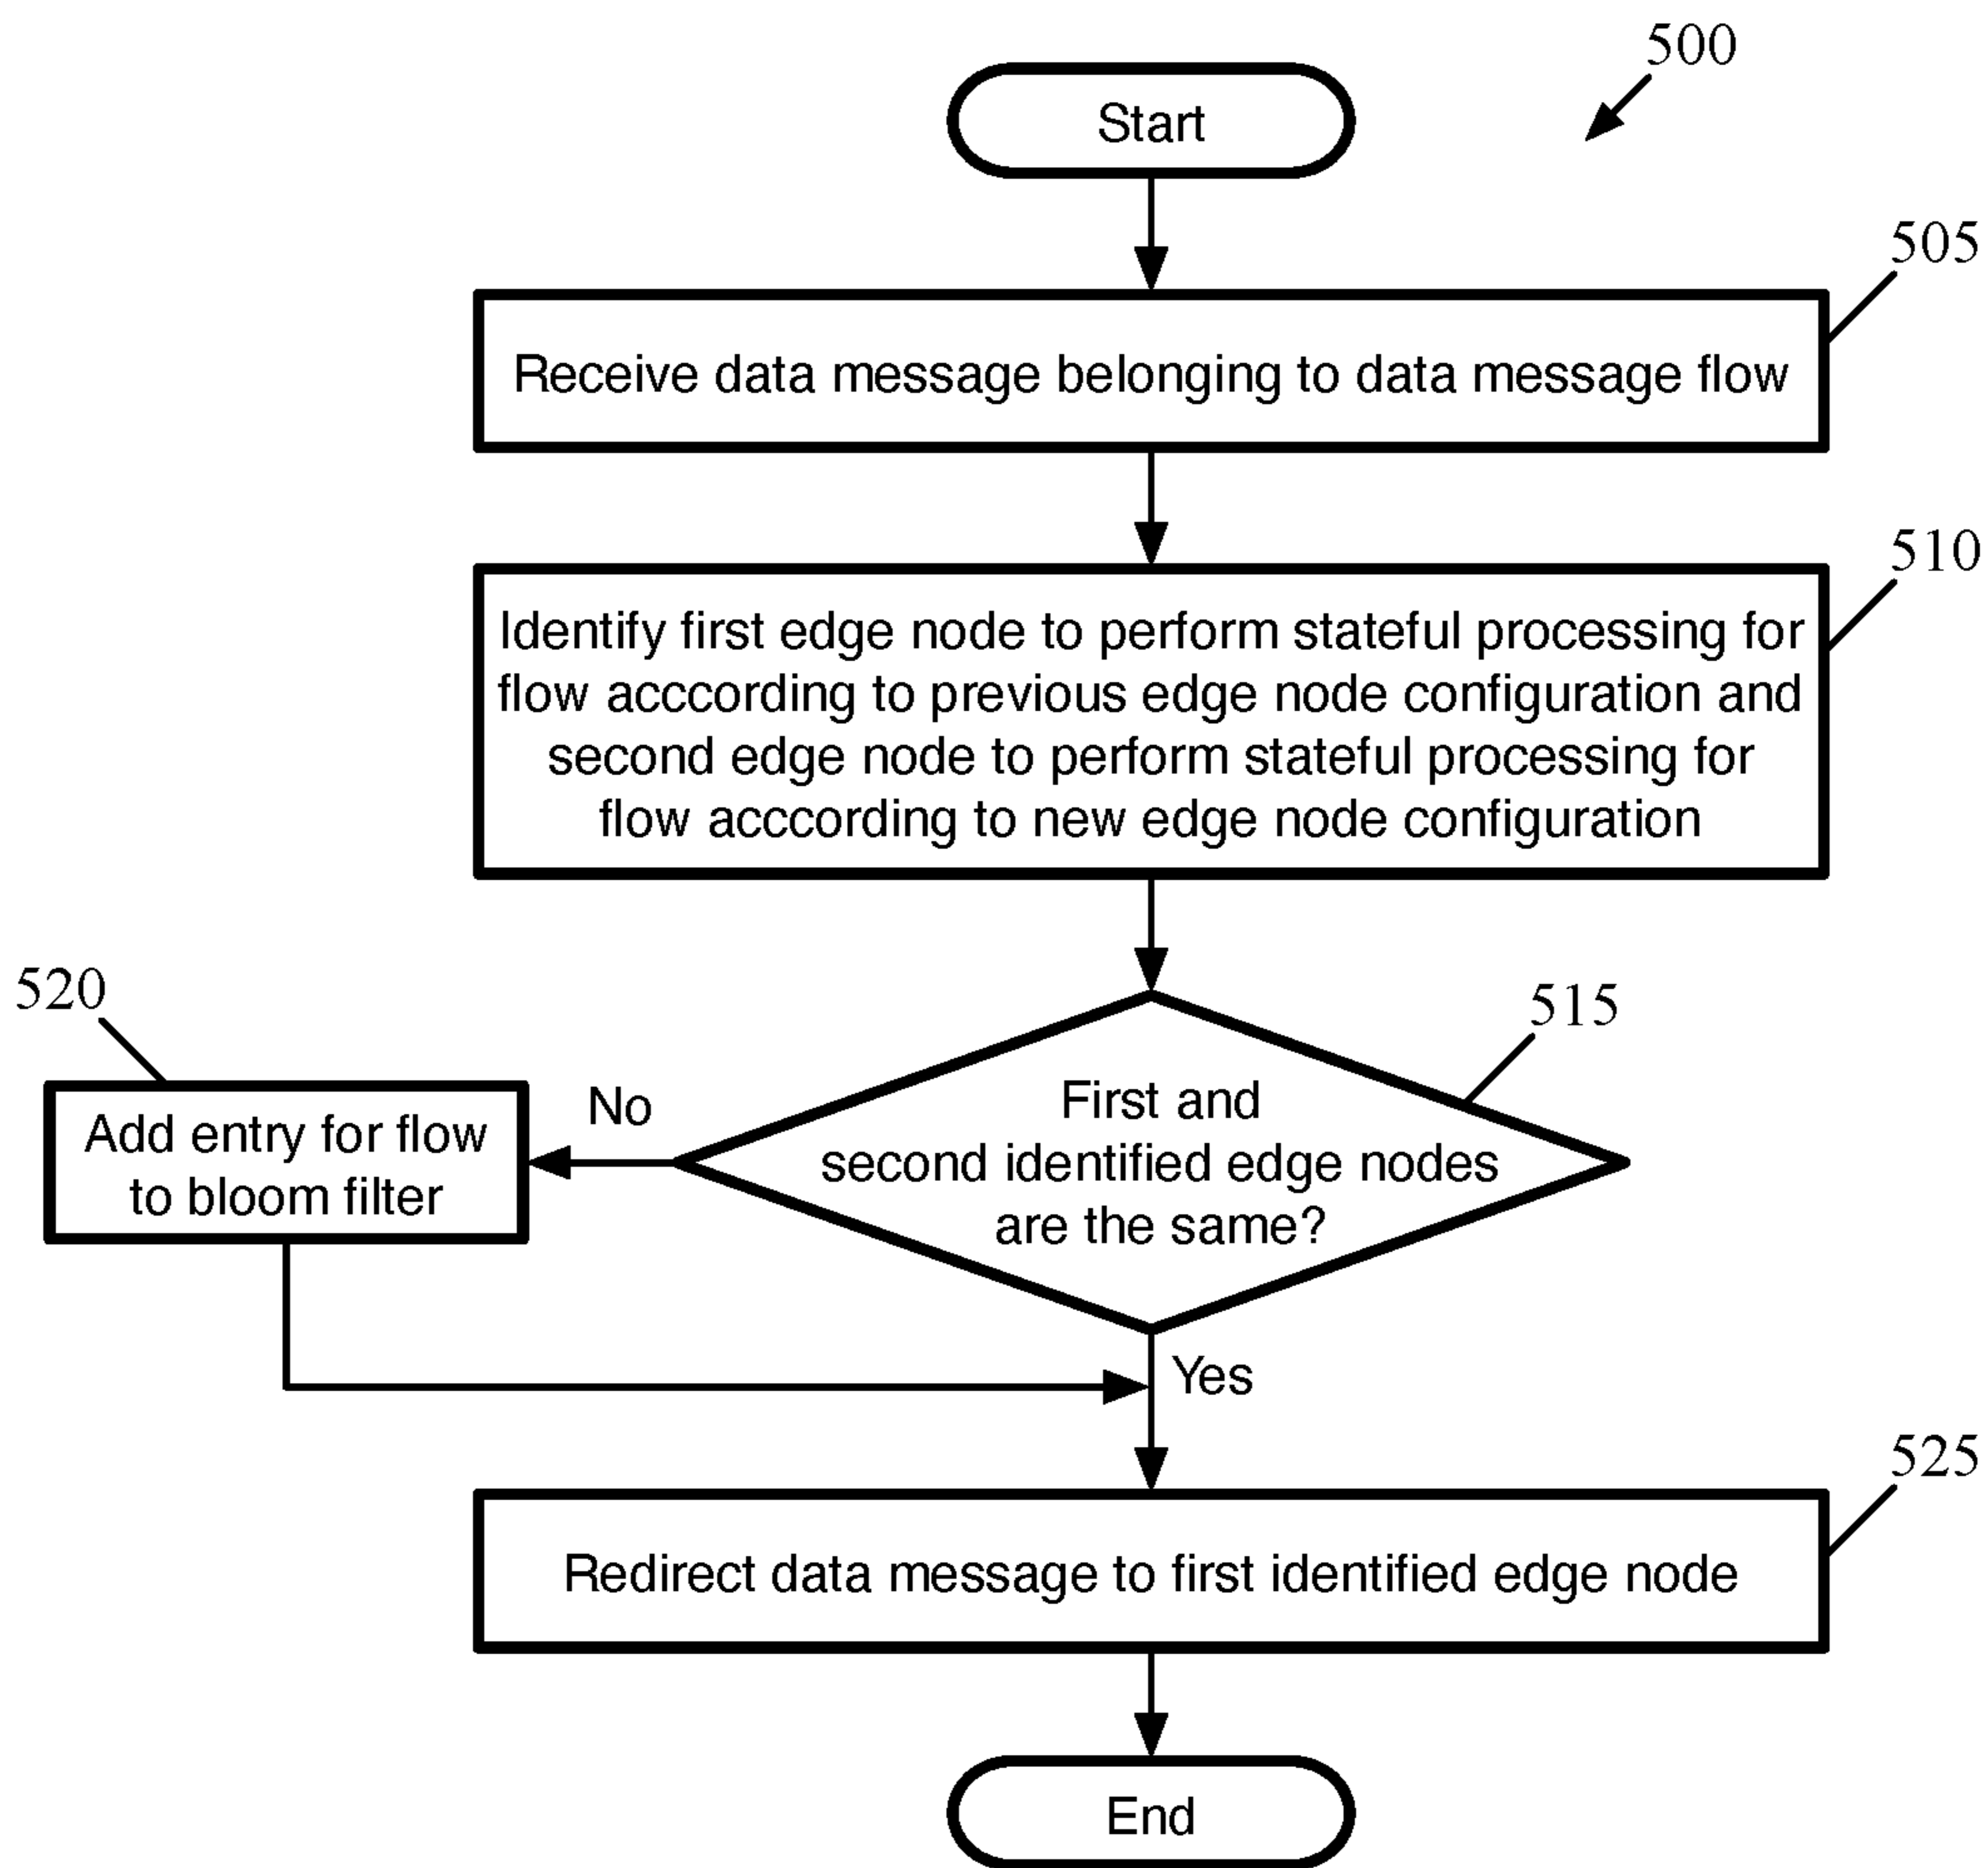 500
Start
505
Receive data message belonging to data message flow
510
Identify first edge node to perform stateful processing for
flow acccording to previous edge node configuration and
second edge node to perform stateful processing for
flow acccording to new edge node configuration
520
515
Add entry for flow
to bloom filter
No
First and
second identified edge nodes
are the same?
Yes
525
Redirect data message to first identified edge node
End